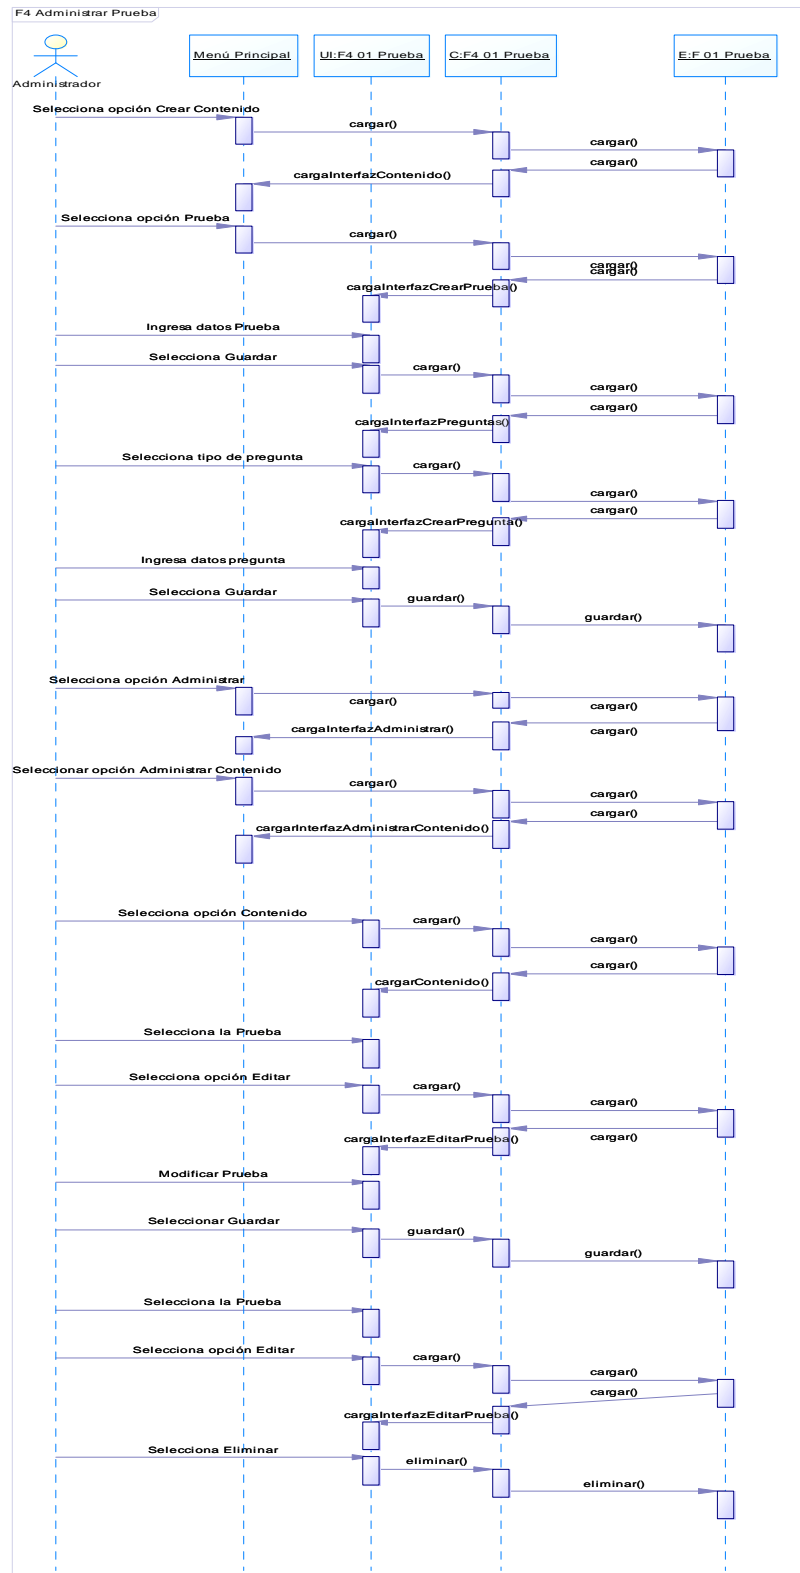 F4 Administrar Prueba
Menú Principal
UI:F4 01 Prueba
C:F4 01 Prueba
E:F 01 Prueba
Administrador
Selecciona opción Crear Contenido
cargar()
cargar()
cargar()
cargaInterfazContenido()
Selecciona opción Prueba
cargar()
cargar()
cargar()
cargaInterfazCrearPrueba()
Ingresa datos Prueba
Selecciona Guardar
cargar()
cargar()
cargar()
cargaInterfazPreguntas()
Selecciona tipo de pregunta
cargar()
cargar()
cargar()
cargaInterfazCrearPregunta()
Ingresa datos pregunta
Selecciona Guardar
guardar()
guardar()
Selecciona opción Administrar
cargar()
cargar()
cargaInterfazAdministrar()
cargar()
Seleccionar opción Administrar Contenido
cargar()
cargar()
cargar()
cargarInterfazAdministrarContenido()
Selecciona opción Contenido
cargar()
cargar()
cargar()
cargarContenido()
Selecciona la Prueba
Selecciona opción Editar
cargar()
cargar()
cargar()
cargaInterfazEditarPrueba()
Modificar Prueba
Seleccionar Guardar
guardar()
guardar()
Selecciona la Prueba
Selecciona opción Editar
cargar()
cargar()
cargar()
cargaInterfazEditarPrueba()
Selecciona Eliminar
eliminar()
eliminar()